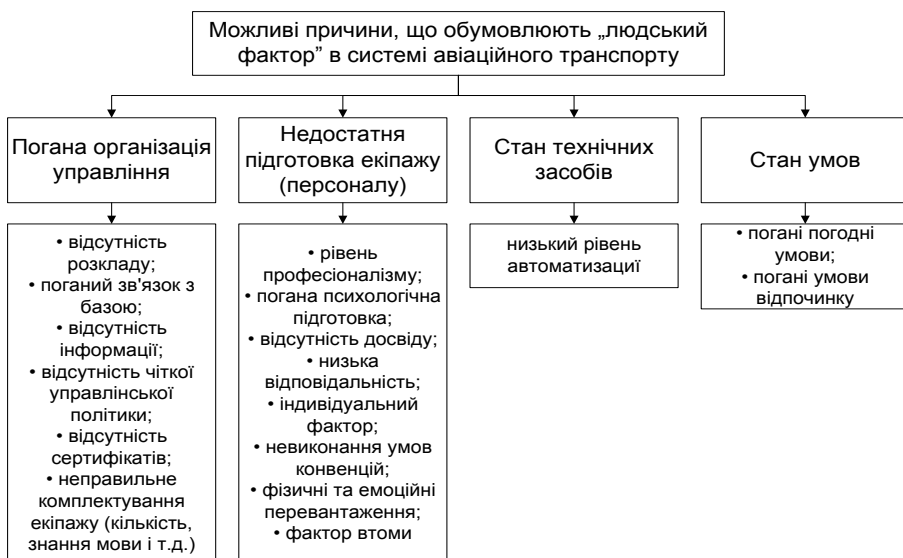 Можливі причини, що обумовлюють „людський
фактор” в системі авіаційного транспорту
Погана організація
управління
Недостатня
підготовка екіпажу
(персоналу)
Стан технічних
засобів
Стан умов
• відсутність
розкладу;
• поганий зв'язок з
базою;
• відсутність
інформації;
• відсутність чіткої
управлінської
політики;
• відсутність
сертифікатів;
• неправильне
комплектування
екіпажу (кількість,
знання мови і т.д.)
• рівень
професіоналізму;
• погана психологічна
підготовка;
• відсутність досвіду;
• низька
відповідальність;
• індивідуальний
фактор;
• невиконання умов
конвенцій;
• фізичні та емоційні
перевантаження;
• фактор втоми
низький рівень
автоматизації
• погані погодні
умови;
• погані умови
відпочинку